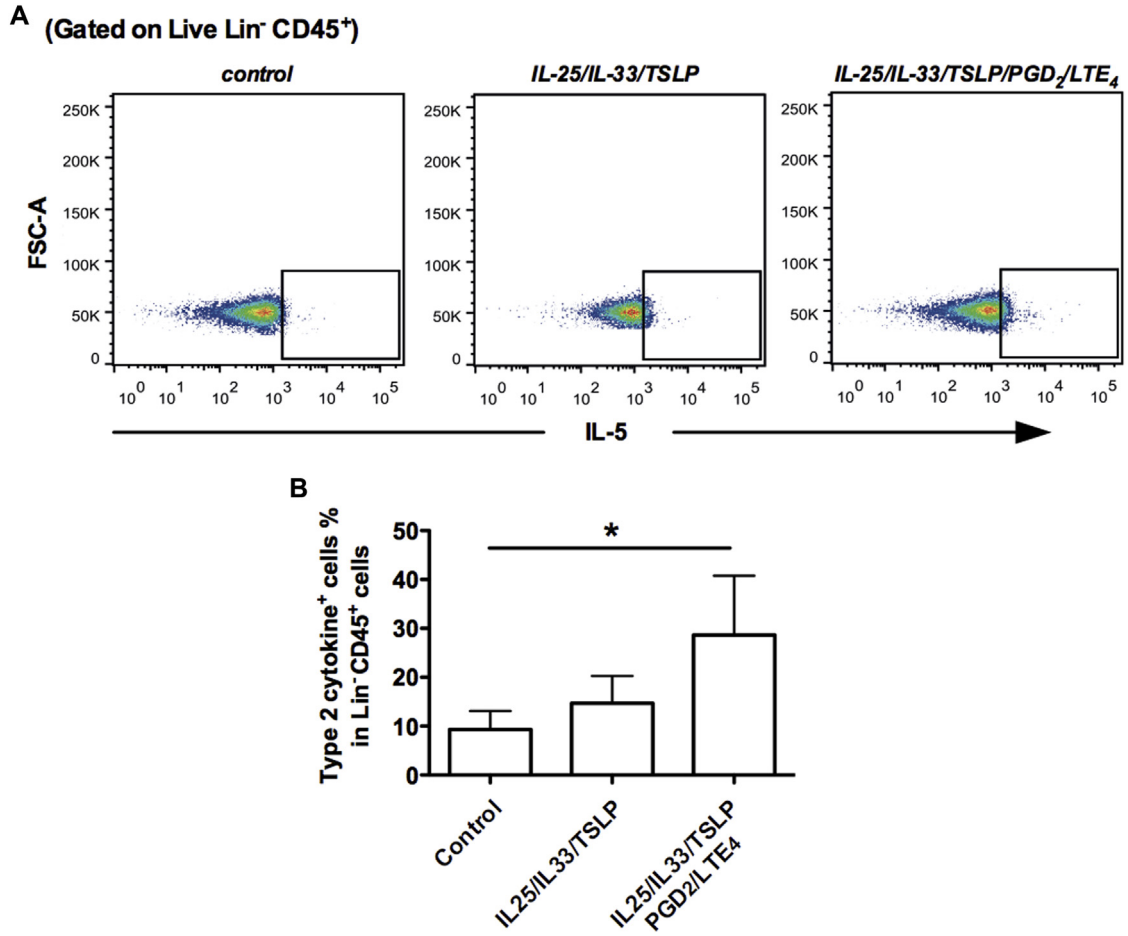 A
(Gated on Live Lin⁻ CD45⁺)
control
IL-25/IL-33/TSLP
IL-25/IL-33/TSLP/PGD₂/LTE₄
FSC-A
250K
200K
150K
100K
50K
0
10⁰ 10¹ 10² 10³ 10⁴ 10⁵
250K
200K
150K
100K
50K
0
10⁰ 10¹ 10² 10³ 10⁴ 10⁵
250K
200K
150K
100K
50K
0
10⁰ 10¹ 10² 10³ 10⁴ 10⁵
IL-5
B
Type 2 cytokine⁺ cells %
in Lin⁻ CD45⁺ cells
50
40
30
20
10
0
*
Control
IL25/IL33/TSLP
IL25/IL33/TSLP
PGD2/LTE4